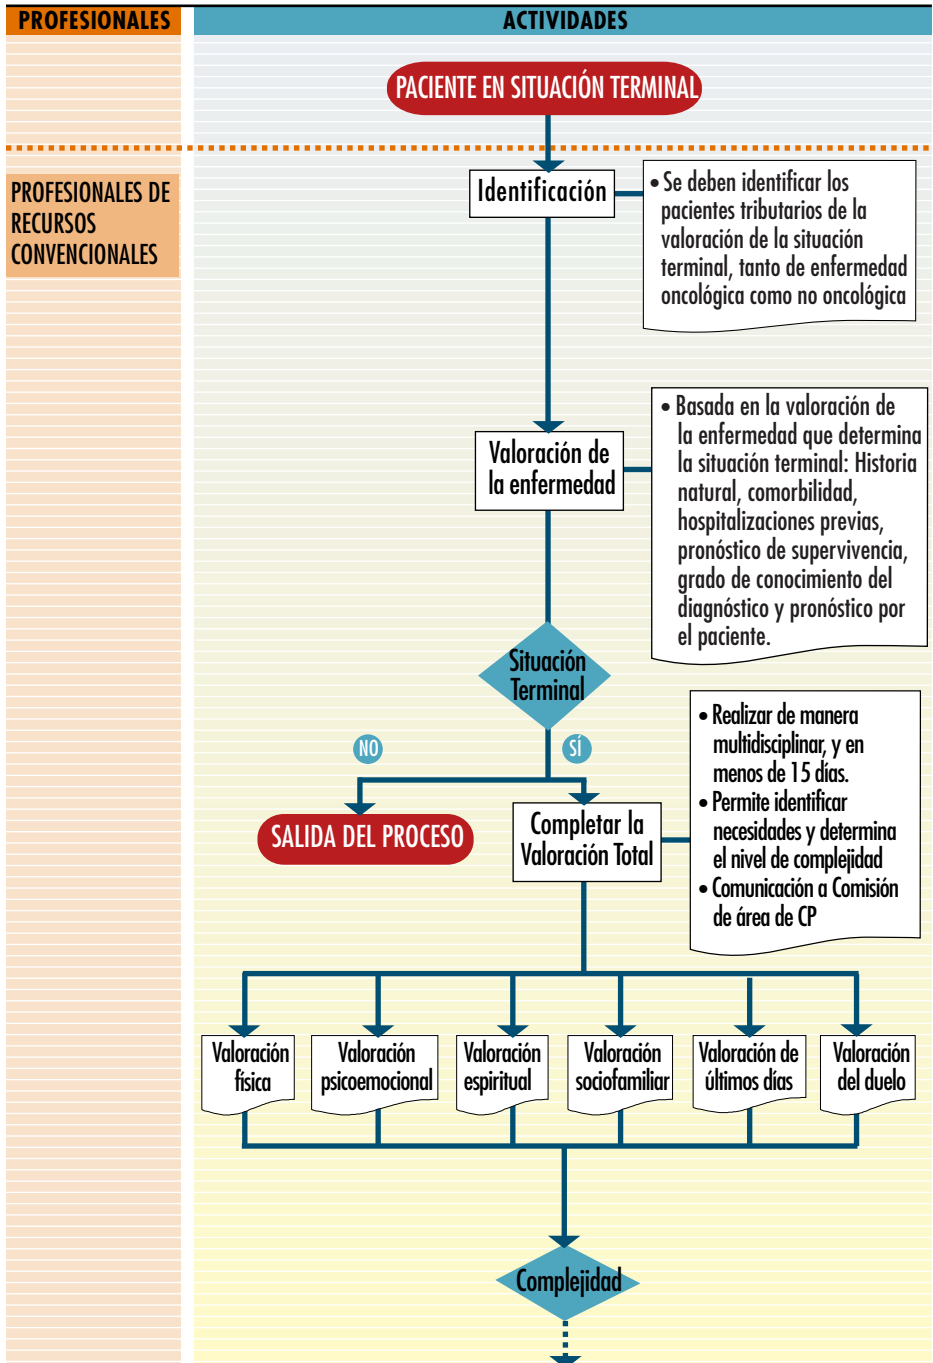 PROFESIONALES
ACTIVIDADES
PACIENTE EN SITUACIÓN TERMINAL
PROFESIONALES DE
RECURSOS
CONVENCIONALES
Identificación
• Se deben identificar los
pacientes tributarios de la
valoración de la situación
terminal, tanto de enfermedad
oncológica como no oncológica
Valoración de
la enfermedad
• Basada en la valoración de
la enfermedad que determina
la situación terminal: Historia
natural, comorbilidad,
hospitalizaciones previas,
pronóstico de supervivencia,
grado de conocimiento del
diagnóstico y pronóstico por
el paciente.
Situación
Terminal
NO
SÍ
SALIDA DEL PROCESO
Completar la
Valoración Total
• Realizar de manera
multidisciplinar, y en
menos de 15 días.
• Permite identificar
necesidades y determina
el nivel de complejidad
• Comunicación a Comisión
de área de CP
Valoración
física
Valoración
psicoemocional
Valoración
espiritual
Valoración
sociofamiliar
Valoración de
últimos días
Valoración
del duelo
Complejidad